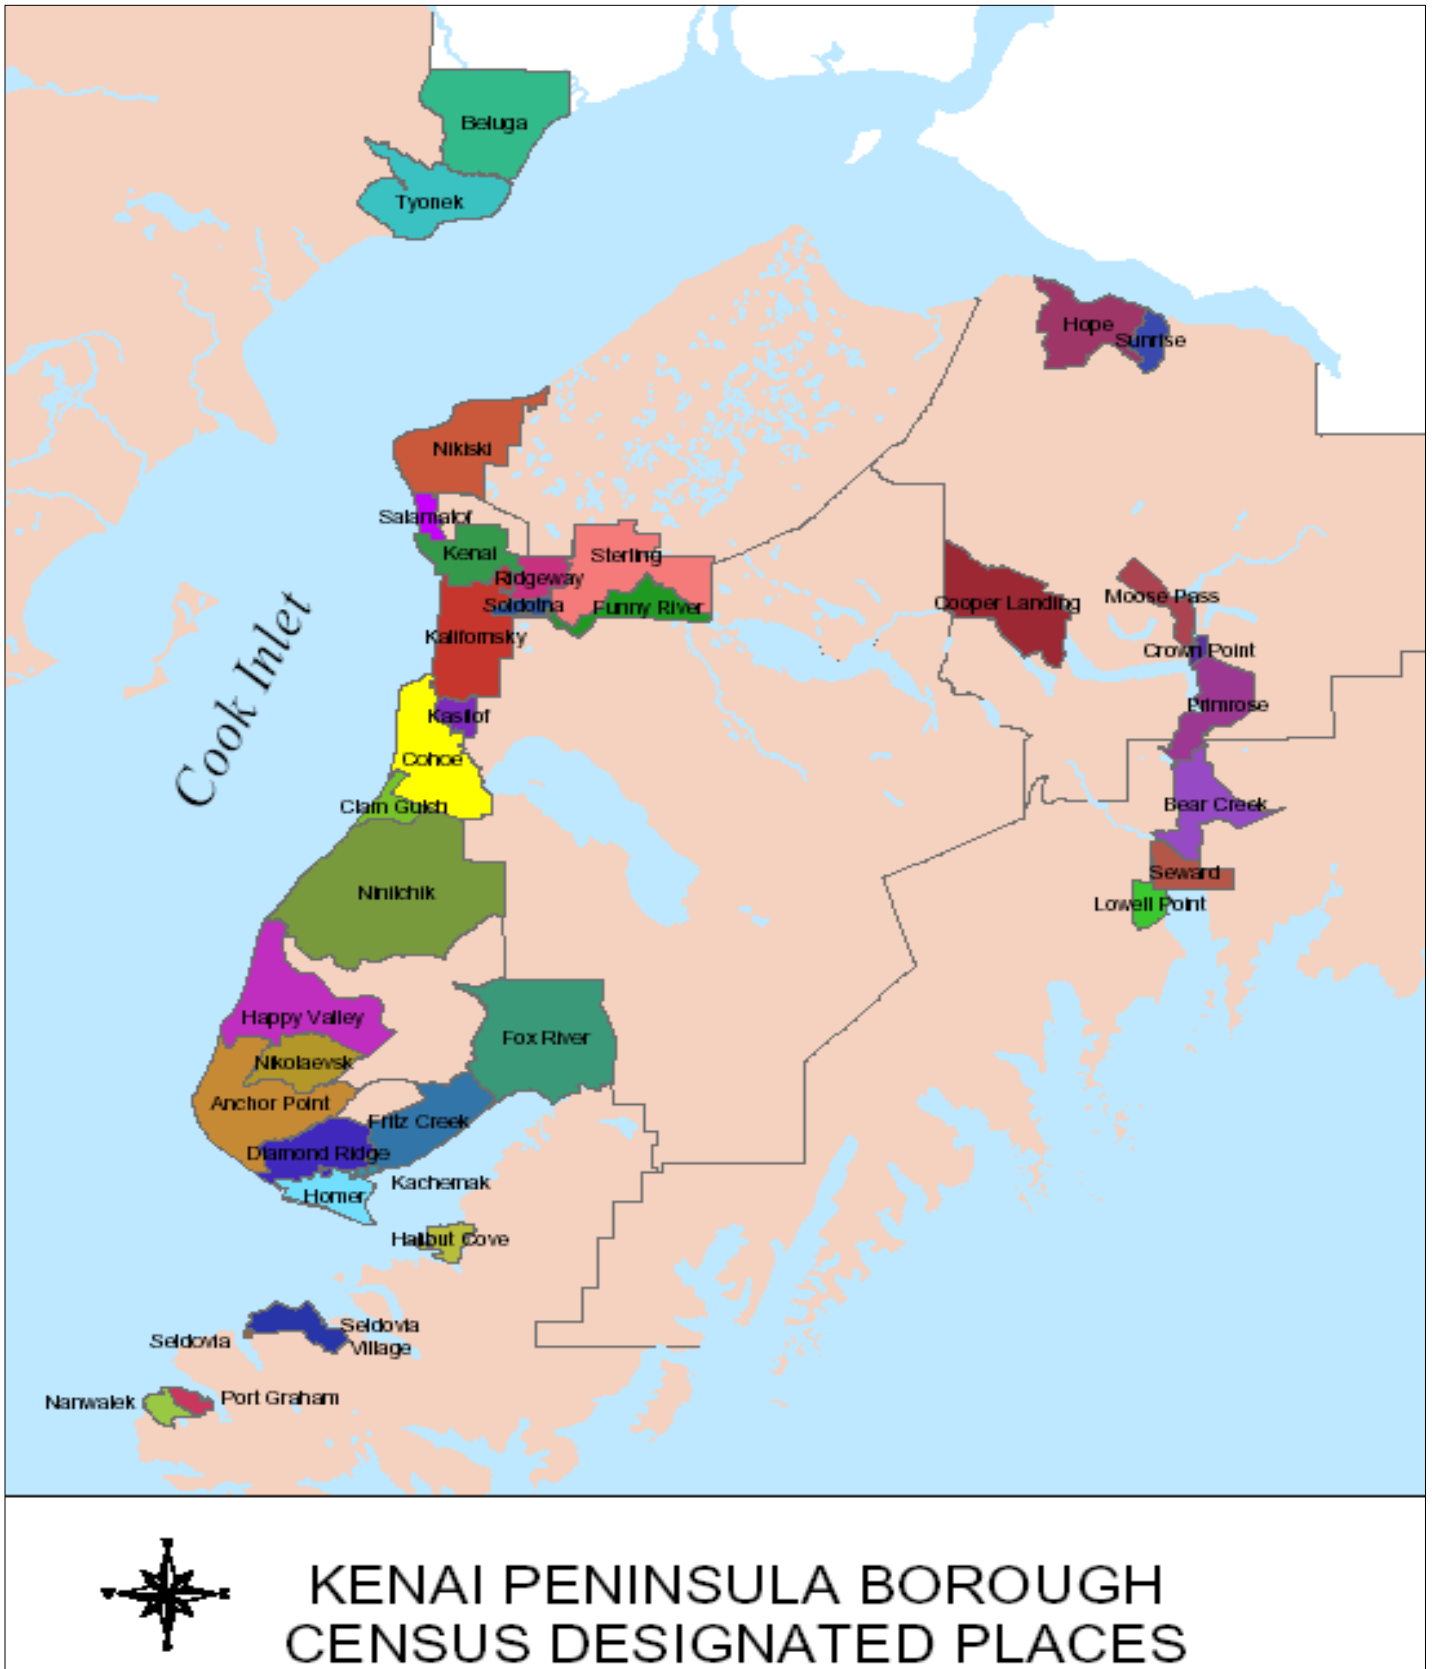 Beluga
Tyonek
Hope
Sunrise
Nikiski
Salamatof
Kenai
Sterling
Ridgeway
Soldotna
Funny River
Kalifornsky
Cooper Landing
Moose Pass
Crown Point
Primrose
Cook Inlet
Kasilof
Cohoe
Clam Gulch
Bear Creek
Seward
Lowell Point
Ninilchik
Happy Valley
Fox River
Nikolaevsk
Anchor Point
Fritz Creek
Diamond Ridge
Kachemak
Homer
Halibut Cove
Seldovia
Seldovia
Village
Nanwalek
Port Graham
KENAI PENINSULA BOROUGH
CENSUS DESIGNATED PLACES